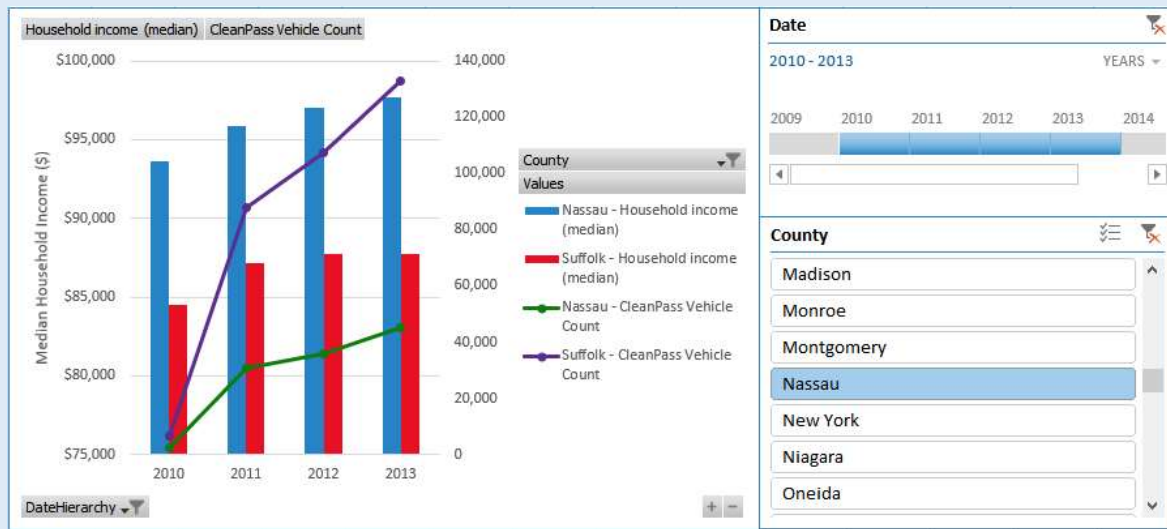 Household income (median) CleanPass Vehicle Count
$100,000
$95,000
$90,000
$85,000
$80,000
$75,000
Median Household Income ($)
140,000
120,000
100,000
80,000
60,000
40,000
20,000
0
2010 2011 2012 2013
DateHierarchy
+ −
County
Values
Nassau - Household income
(median)
Suffolk - Household income
(median)
Nassau - CleanPass Vehicle
Count
Suffolk - CleanPass Vehicle
Count
Date
2010 - 2013 YEARS
2009 2010 2011 2012 2013 2014
County
Madison
Monroe
Montgomery
Nassau
New York
Niagara
Oneida